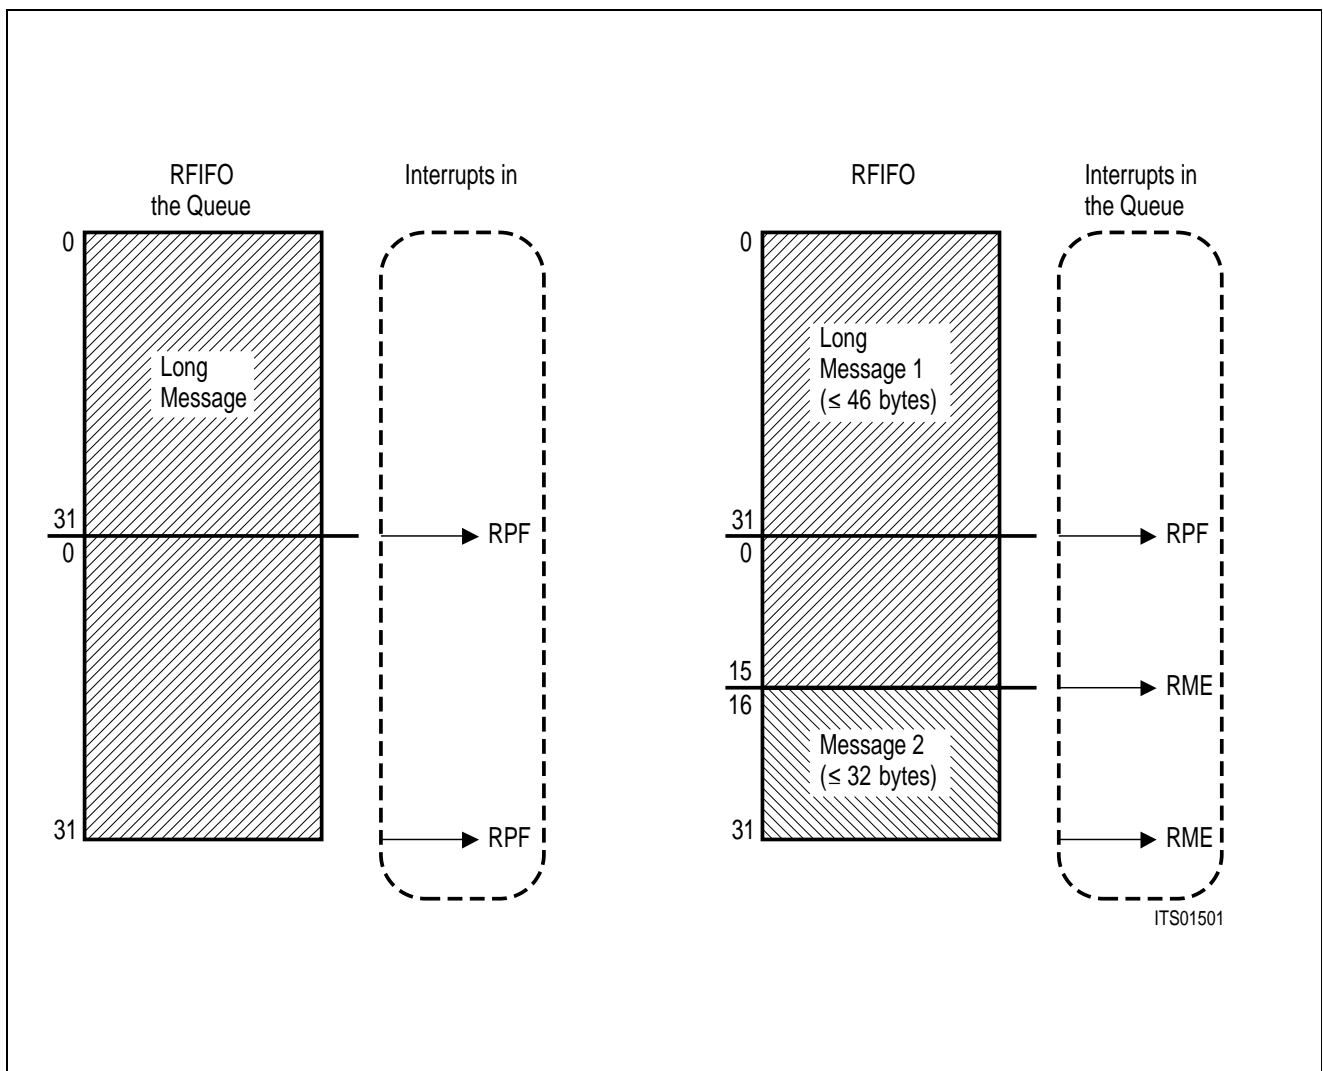 RFIFO
the Queue
Interrupts in
0
Long
Message
31
0
RPF
31
RPF
RFIFO
Interrupts in
the Queue
0
Long
Message 1
(≤ 46 bytes)
31
0
RPF
15
16
RME
Message 2
(≤ 32 bytes)
31
RME
ITS01501